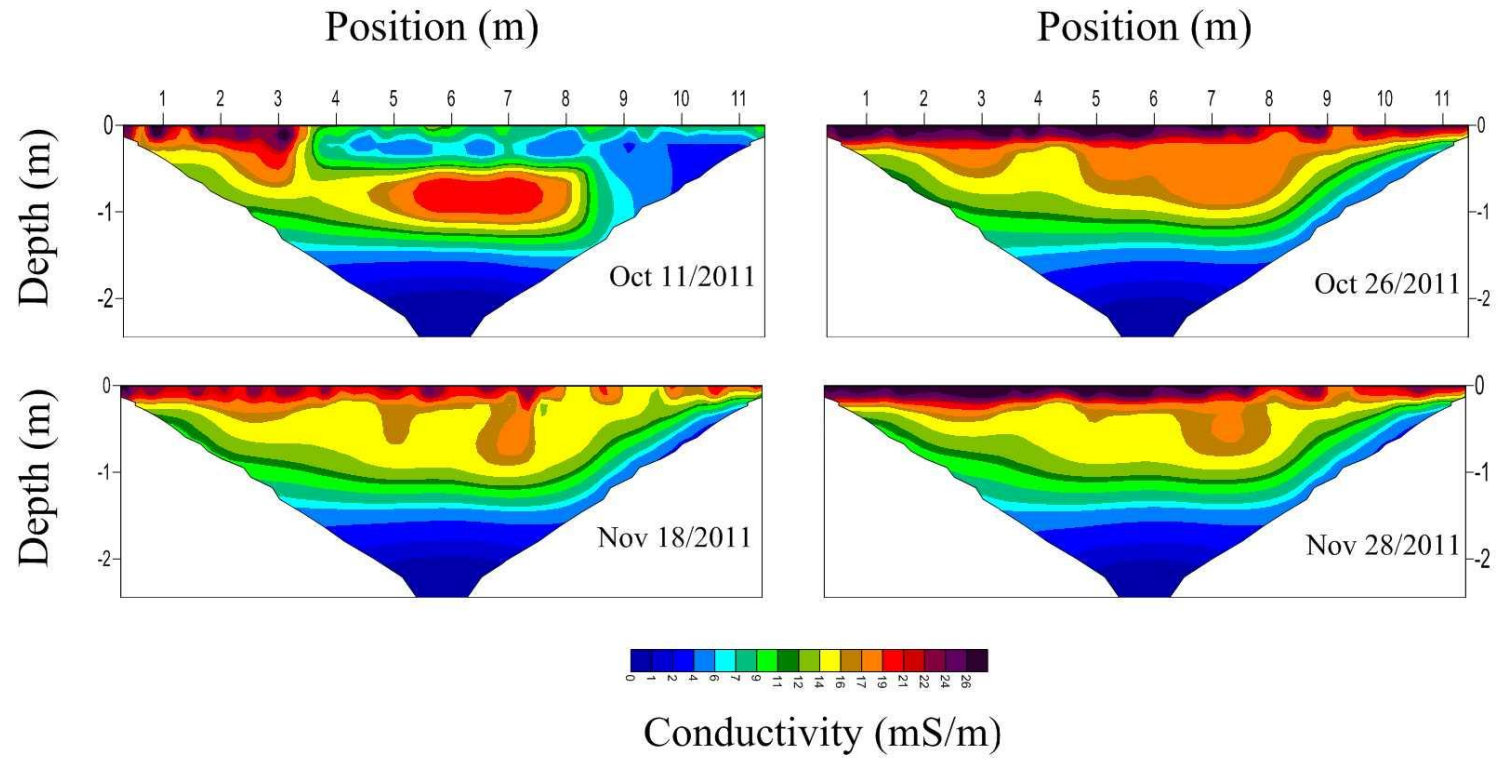 Position (m)
Position (m)
1 2 3 4 5 6 7 8 9 10 11
1 2 3 4 5 6 7 8 9 10 11
Depth (m)
0
-1
-2
Oct 11/2011
0
-1
-2
Oct 26/2011
Depth (m)
0
-1
-2
Nov 18/2011
0
-1
-2
Nov 28/2011
0 1 2 4 6 7 9 11 12 14 16 17 19 21 22 24 26
Conductivity (mS/m)